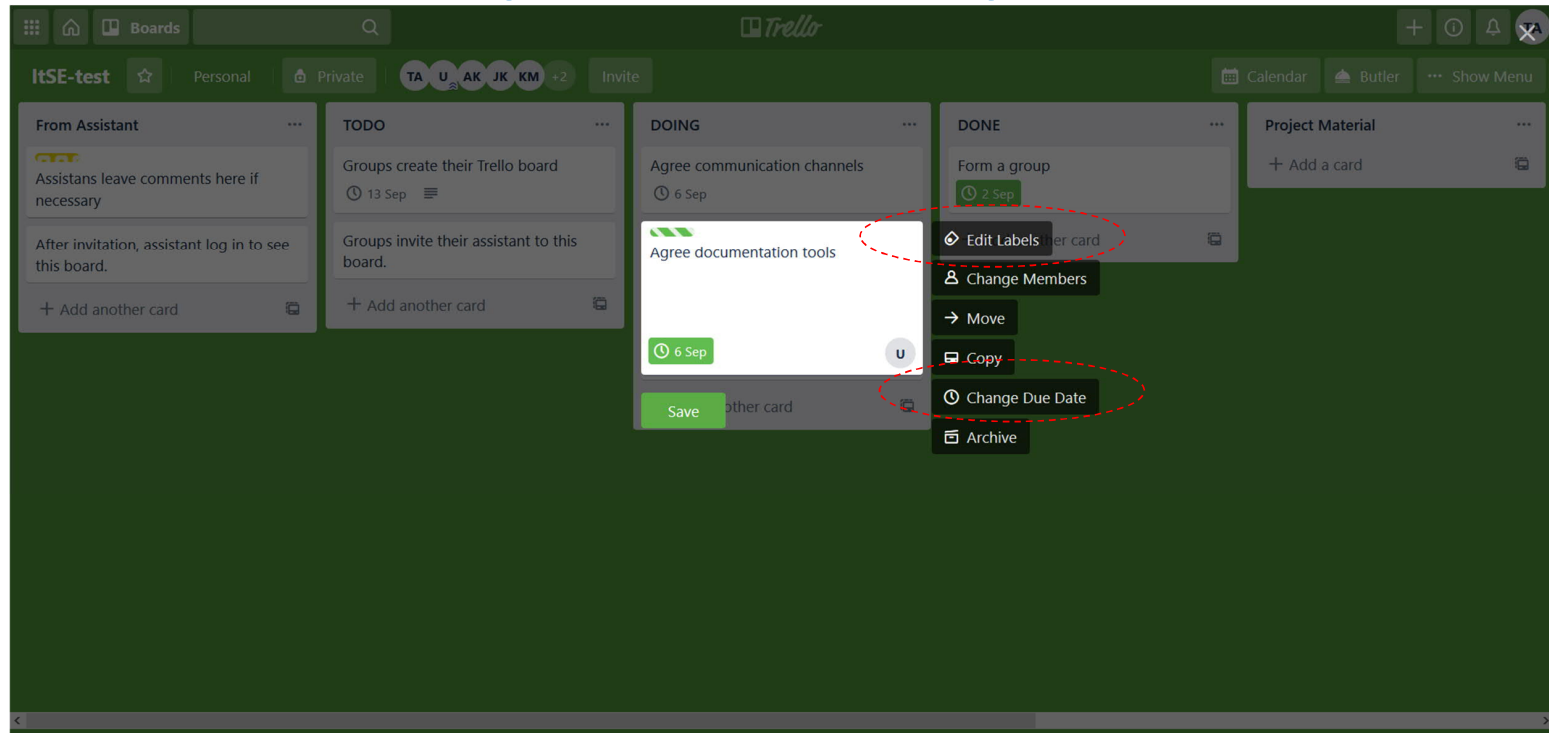 Boards
Trello
TA
ItSE-test
Personal
Private
TA U AK JK KM +2
Invite
Calendar
Butler
··· Show Menu
From Assistant
Assistans leave comments here if
necessary
After invitation, assistant log in to see
this board.
+ Add another card
TODO
Groups create their Trello board
13 Sep
Groups invite their assistant to this
board.
+ Add another card
DOING
Agree communication channels
6 Sep
Agree documentation tools
6 Sep
U
Save
other card
DONE
Form a group
2 Sep
Edit Labels
her card
Change Members
Move
Copy
Change Due Date
Archive
Project Material
+ Add a card